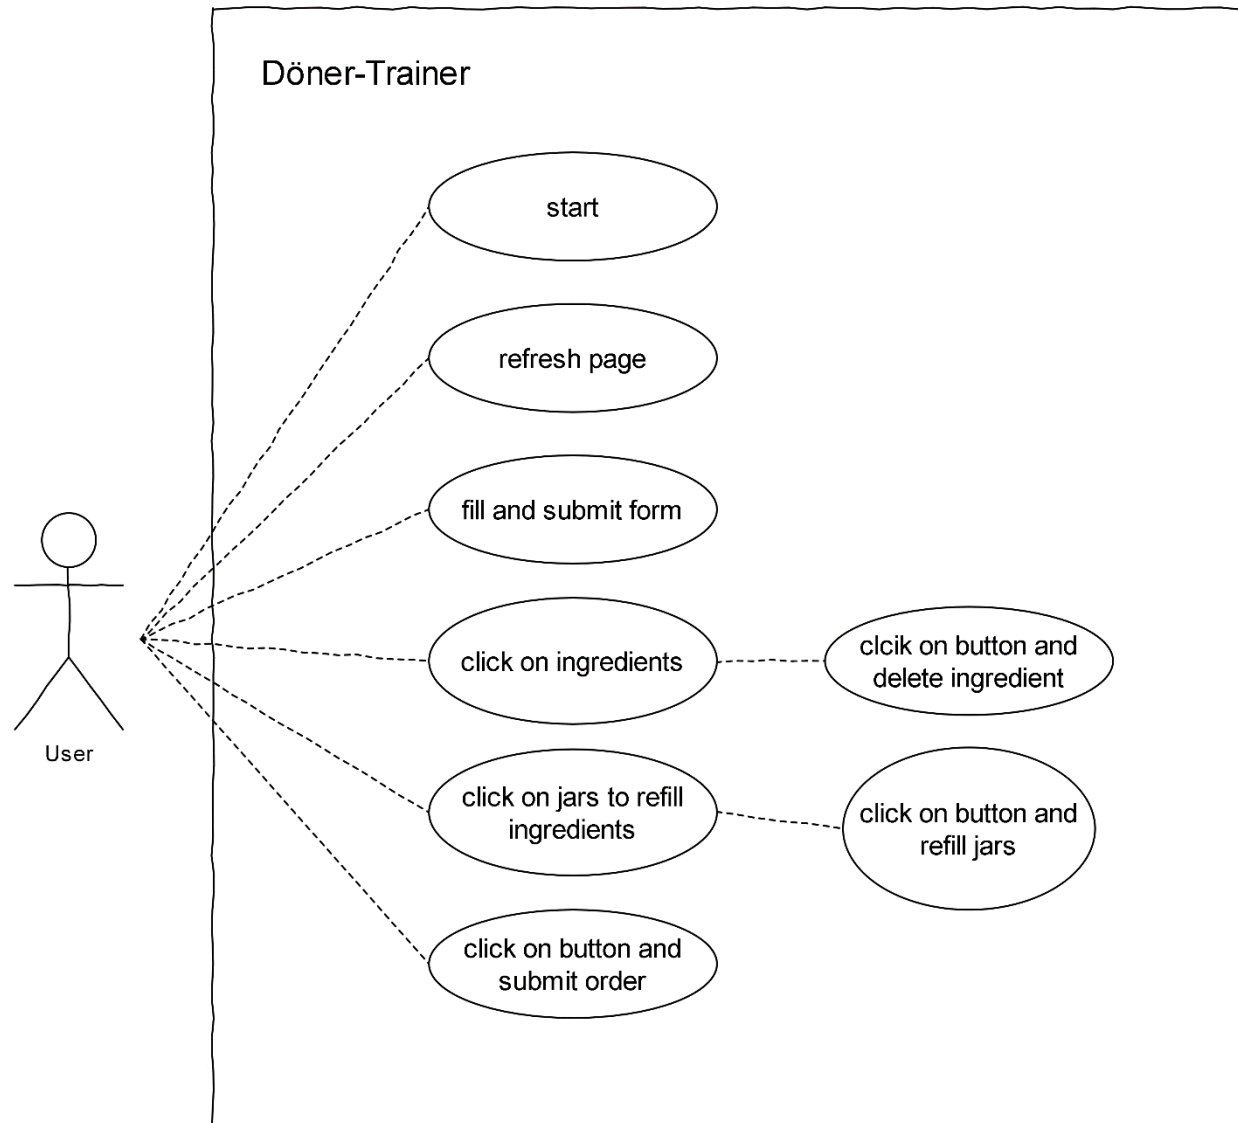 Döner-Trainer
start
refresh page
fill and submit form
click on ingredients
clcik on button and
delete ingredient
User
click on jars to refill
ingredients
click on button and
refill jars
click on button and
submit order